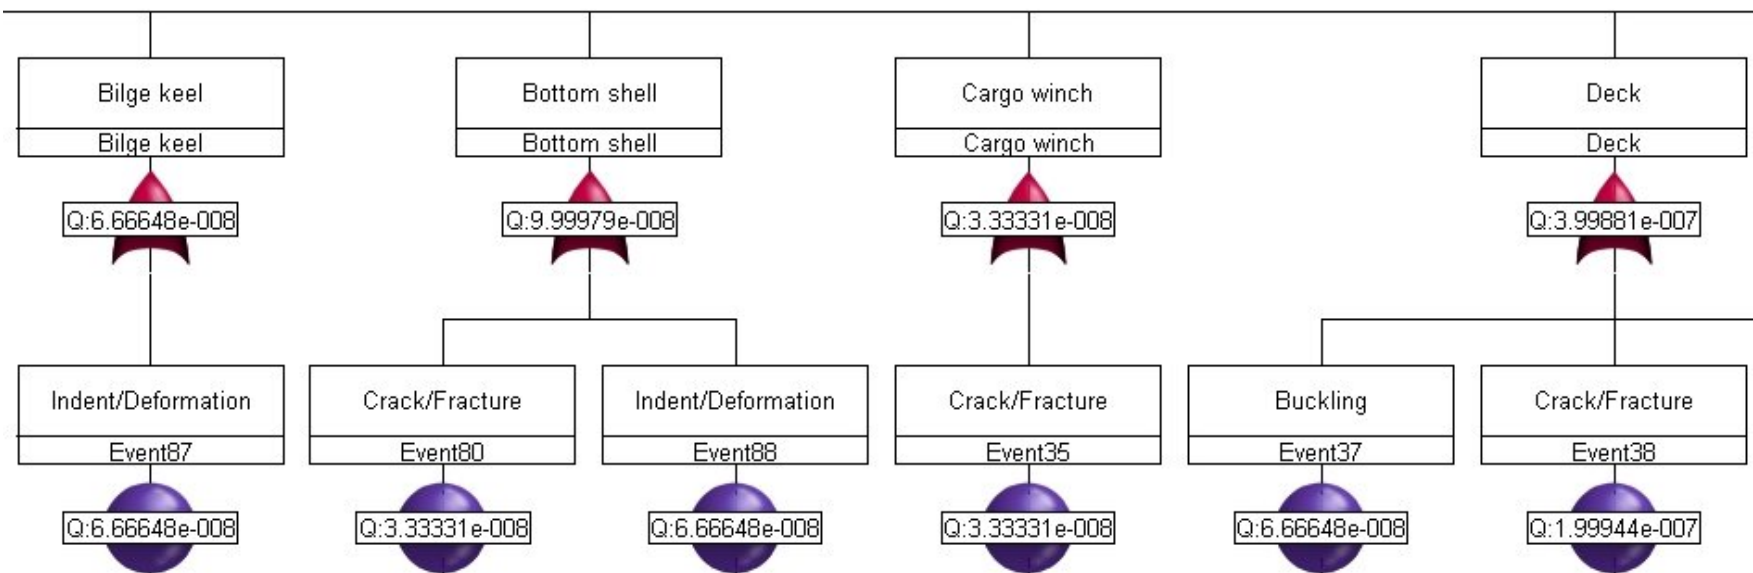 Bilge keel
Bottom shell
Cargo winch
Deck
Bilge keel
Bottom shell
Cargo winch
Deck
Q:6.66648e-008
Q:9.99979e-008
Q:3.33331e-008
Q:3.99881e-007
Indent/Deformation
Crack/Fracture
Indent/Deformation
Crack/Fracture
Buckling
Crack/Fracture
Event87
Event80
Event88
Event35
Event37
Event38
Q:6.66648e-008
Q:3.33331e-008
Q:6.66648e-008
Q:3.33331e-008
Q:6.66648e-008
Q:1.99944e-007